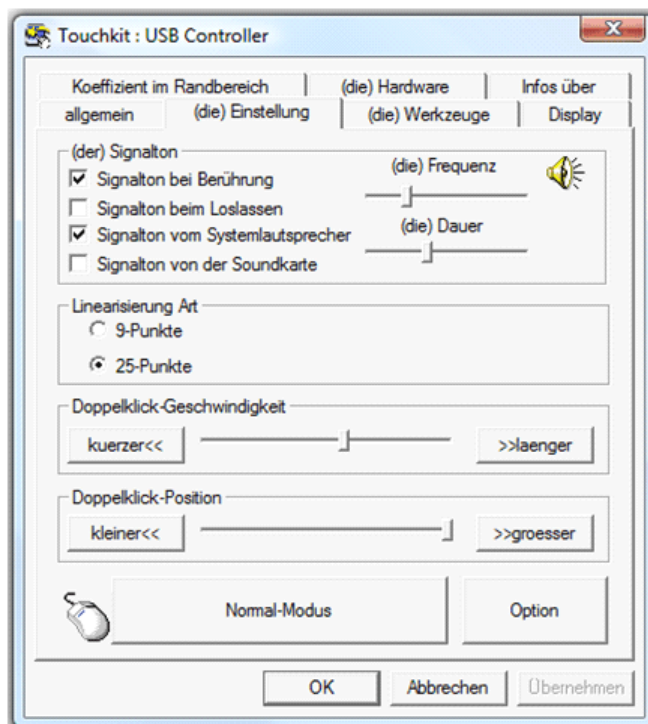 Touchkit : USB Controller
Koeffizient im Randbereich (die) Hardware Infos über
allgemein (die) Einstellung (die) Werkzeuge Display
(der) Signalton
(die) Frequenz
Signalton bei Berührung
Signalton beim Loslassen
(die) Dauer
Signalton vom Systemlautsprecher
Signalton von der Soundkarte
Linearisierung Art
9-Punkte
25-Punkte
Doppelklick-Geschwindigkeit
kuerzer<< >>laenger
Doppelklick-Position
kleiner<< >>groesser
Normal-Modus Option
OK Abbrechen Übernehmen